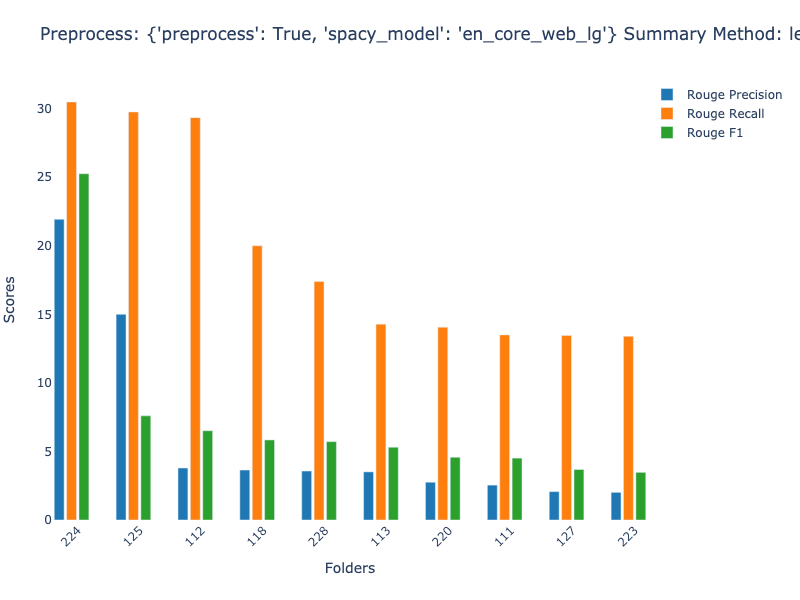 Preprocess: {'preprocess': True, 'spacy_model': 'en_core_web_lg'} Summary Method: le
Rouge Precision
Rouge Recall
Rouge F1
30
25
20
15
10
5
0
Scores
224 125 112 118 228 113 220 111 127 223
Folders